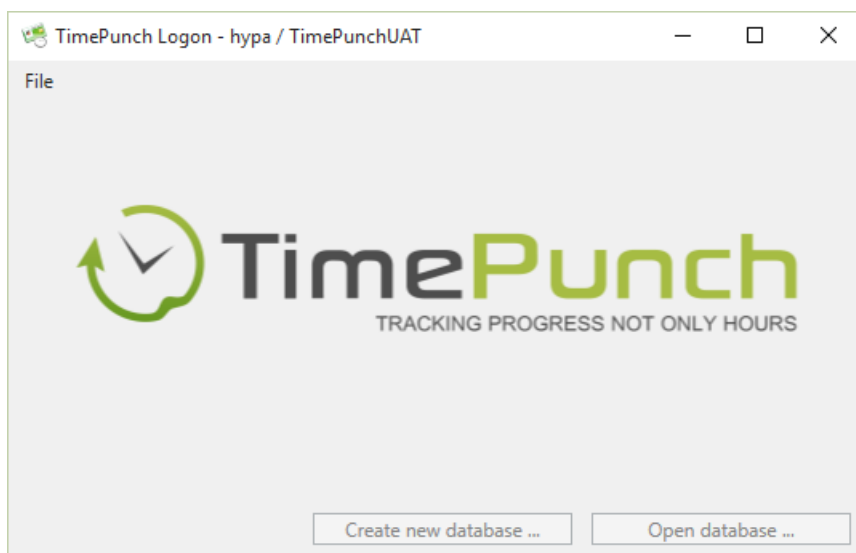 TimePunch Logon - hypa / TimePunchUAT
File
TimePunch
TRACKING PROGRESS NOT ONLY HOURS
Create new database ... Open database ...